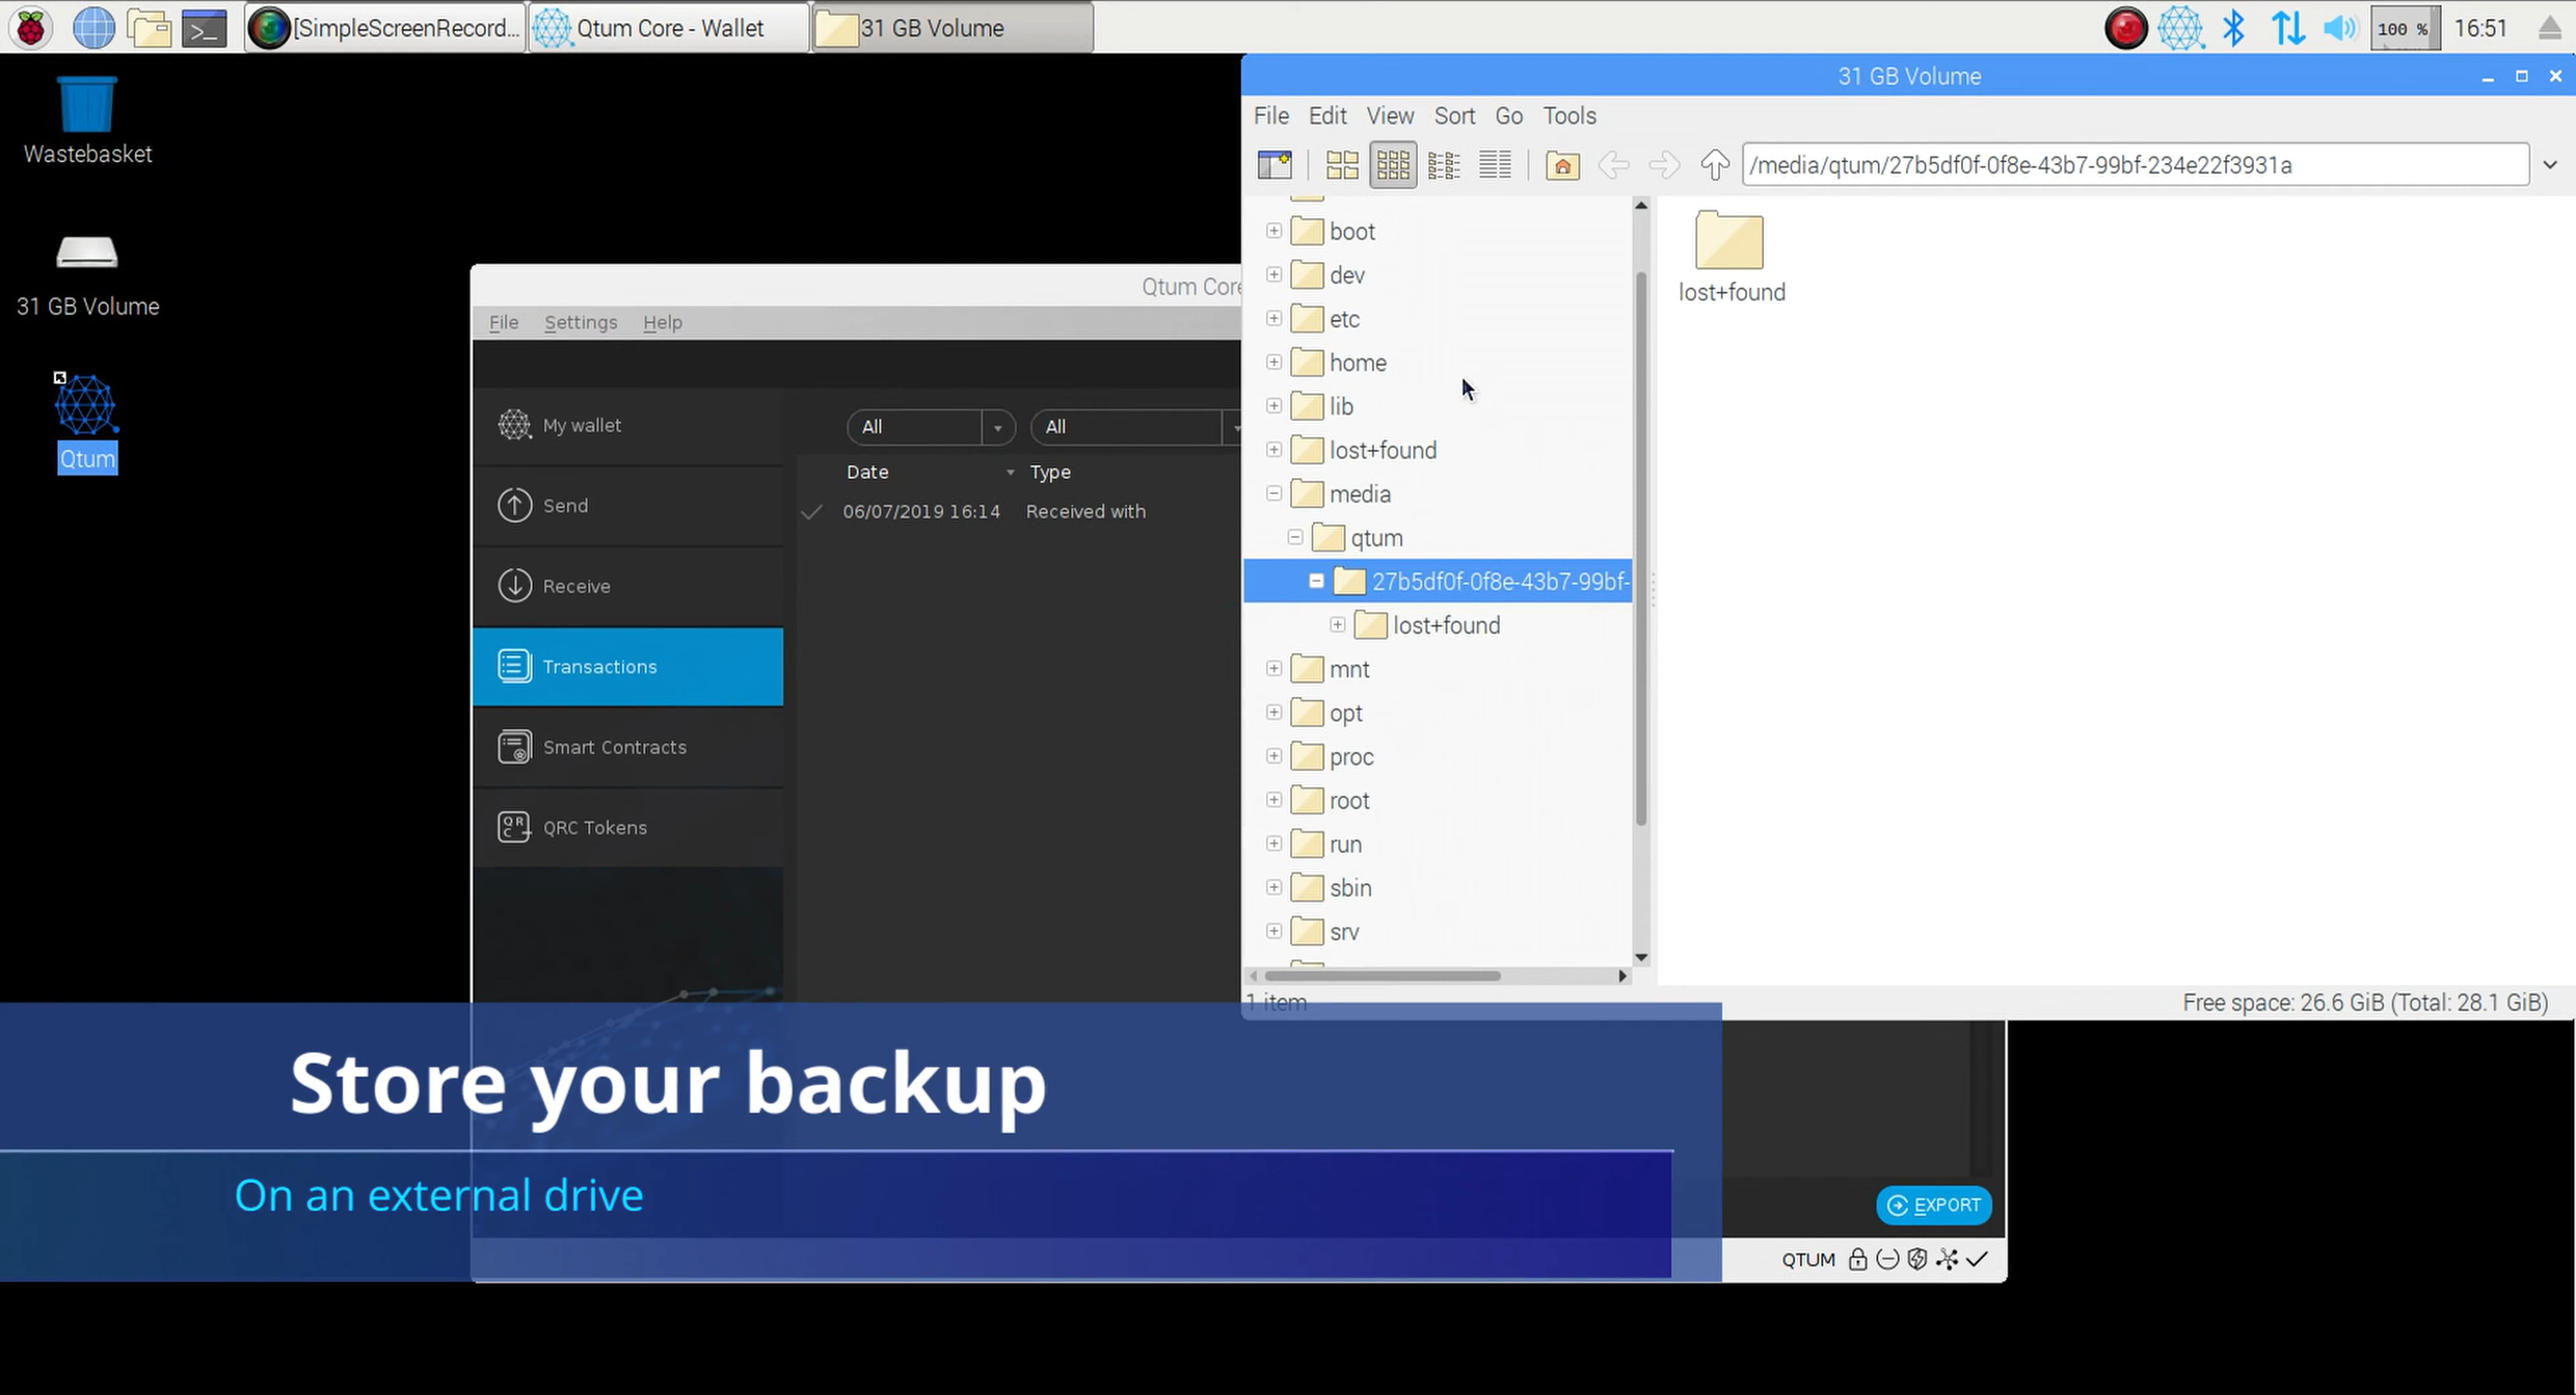 [SimpleScreenRecord...
Qtum Core - Wallet
31 GB Volume
100 %
16:51
Wastebasket
31 GB Volume
Qtum
31 GB Volume
File Edit View Sort Go Tools
/media/qtum/27b5df0f-0f8e-43b7-99bf-234e22f3931a
boot
dev
etc
home
lib
lost+found
media
qtum
27b5df0f-0f8e-43b7-99bf-
lost+found
mnt
opt
proc
root
run
sbin
srv
lost+found
1 item
Free space: 26.6 GiB (Total: 28.1 GiB)
Qtum Core
File Settings Help
My wallet
Send
Receive
Transactions
Smart Contracts
QRC Tokens
All All
Date Type
06/07/2019 16:14 Received with
Store your backup
On an external drive
EXPORT
QTUM